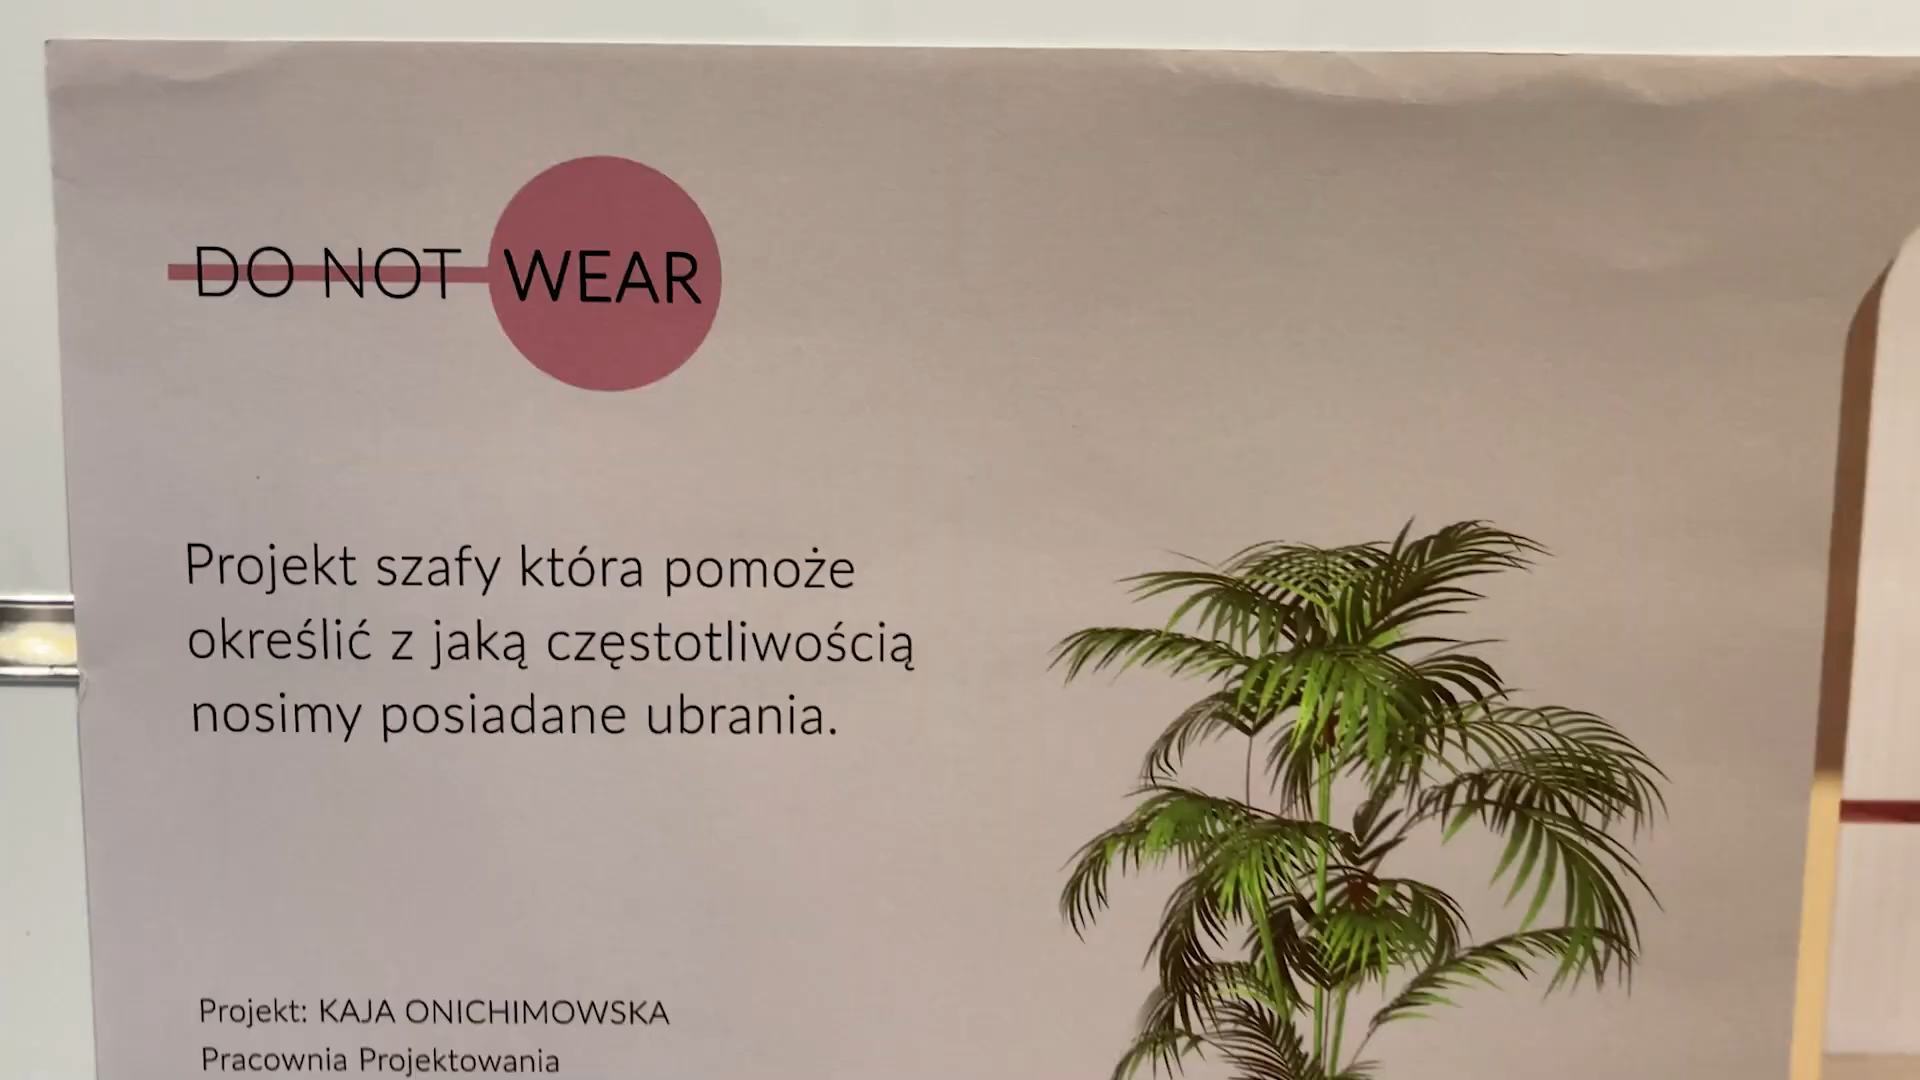 DO NOT WEAR
Projekt szafy która pomoże
określić z jaką częstotliwością
nosimy posiadane ubrania.
Projekt: KAJA ONICHIMOWSKA
Pracownia Projektowania